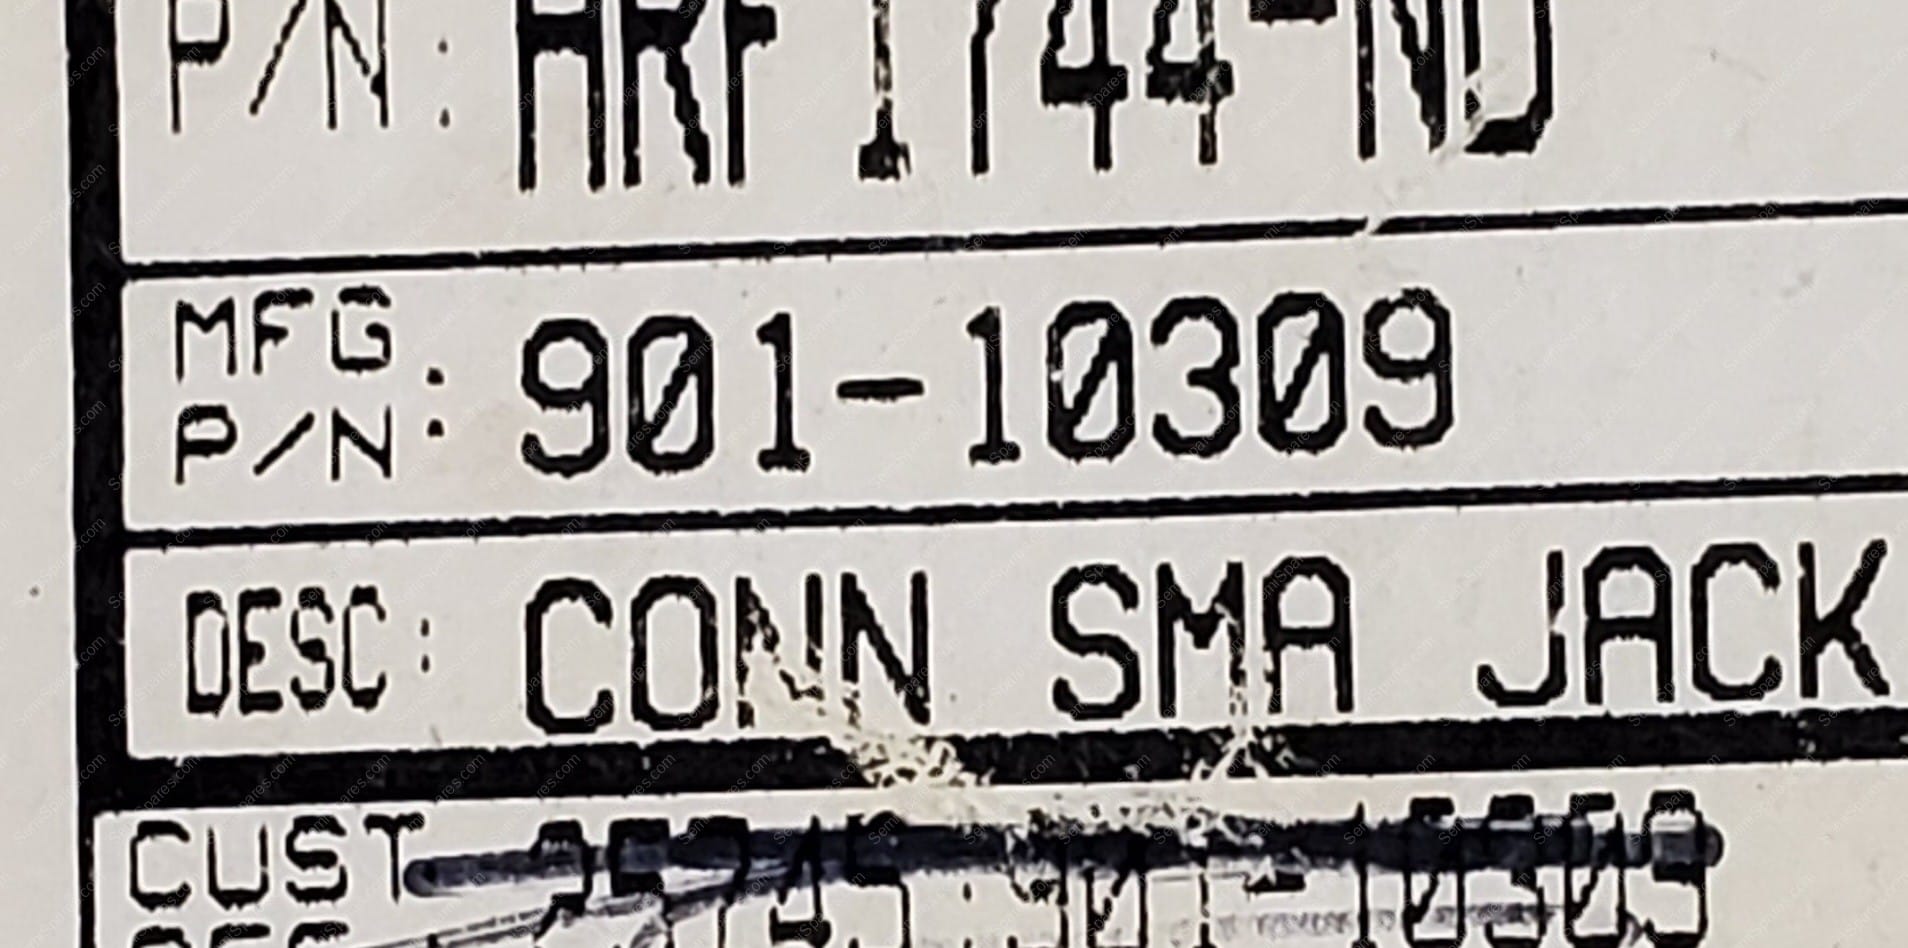 P/N: ARF1744-ND
MFG P/N: 901-10309
DESC: CONN SMA JACK
CUST